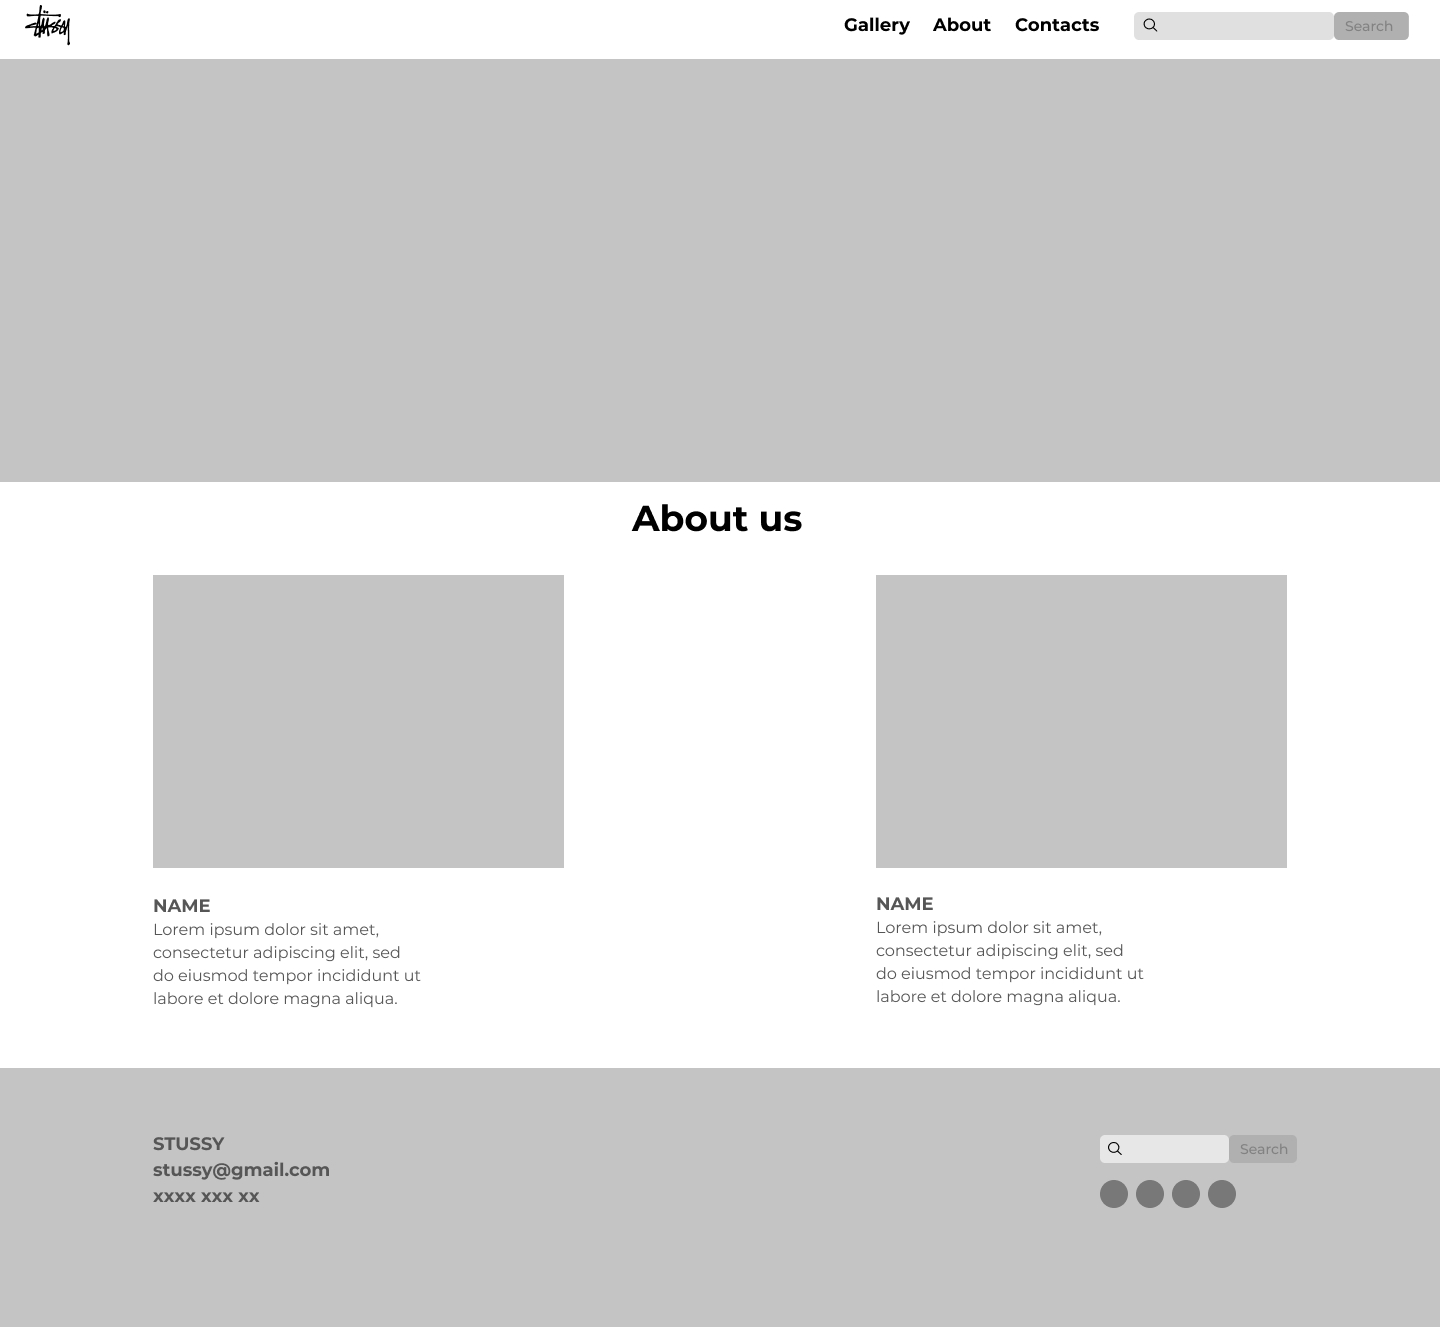 Stüssy
Gallery About Contacts Search
About us
NAME
Lorem ipsum dolor sit amet,
consectetur adipiscing elit, sed
do eiusmod tempor incididunt ut
labore et dolore magna aliqua.
NAME
Lorem ipsum dolor sit amet,
consectetur adipiscing elit, sed
do eiusmod tempor incididunt ut
labore et dolore magna aliqua.
STUSSY
stussy@gmail.com
xxxx xxx xx
Search